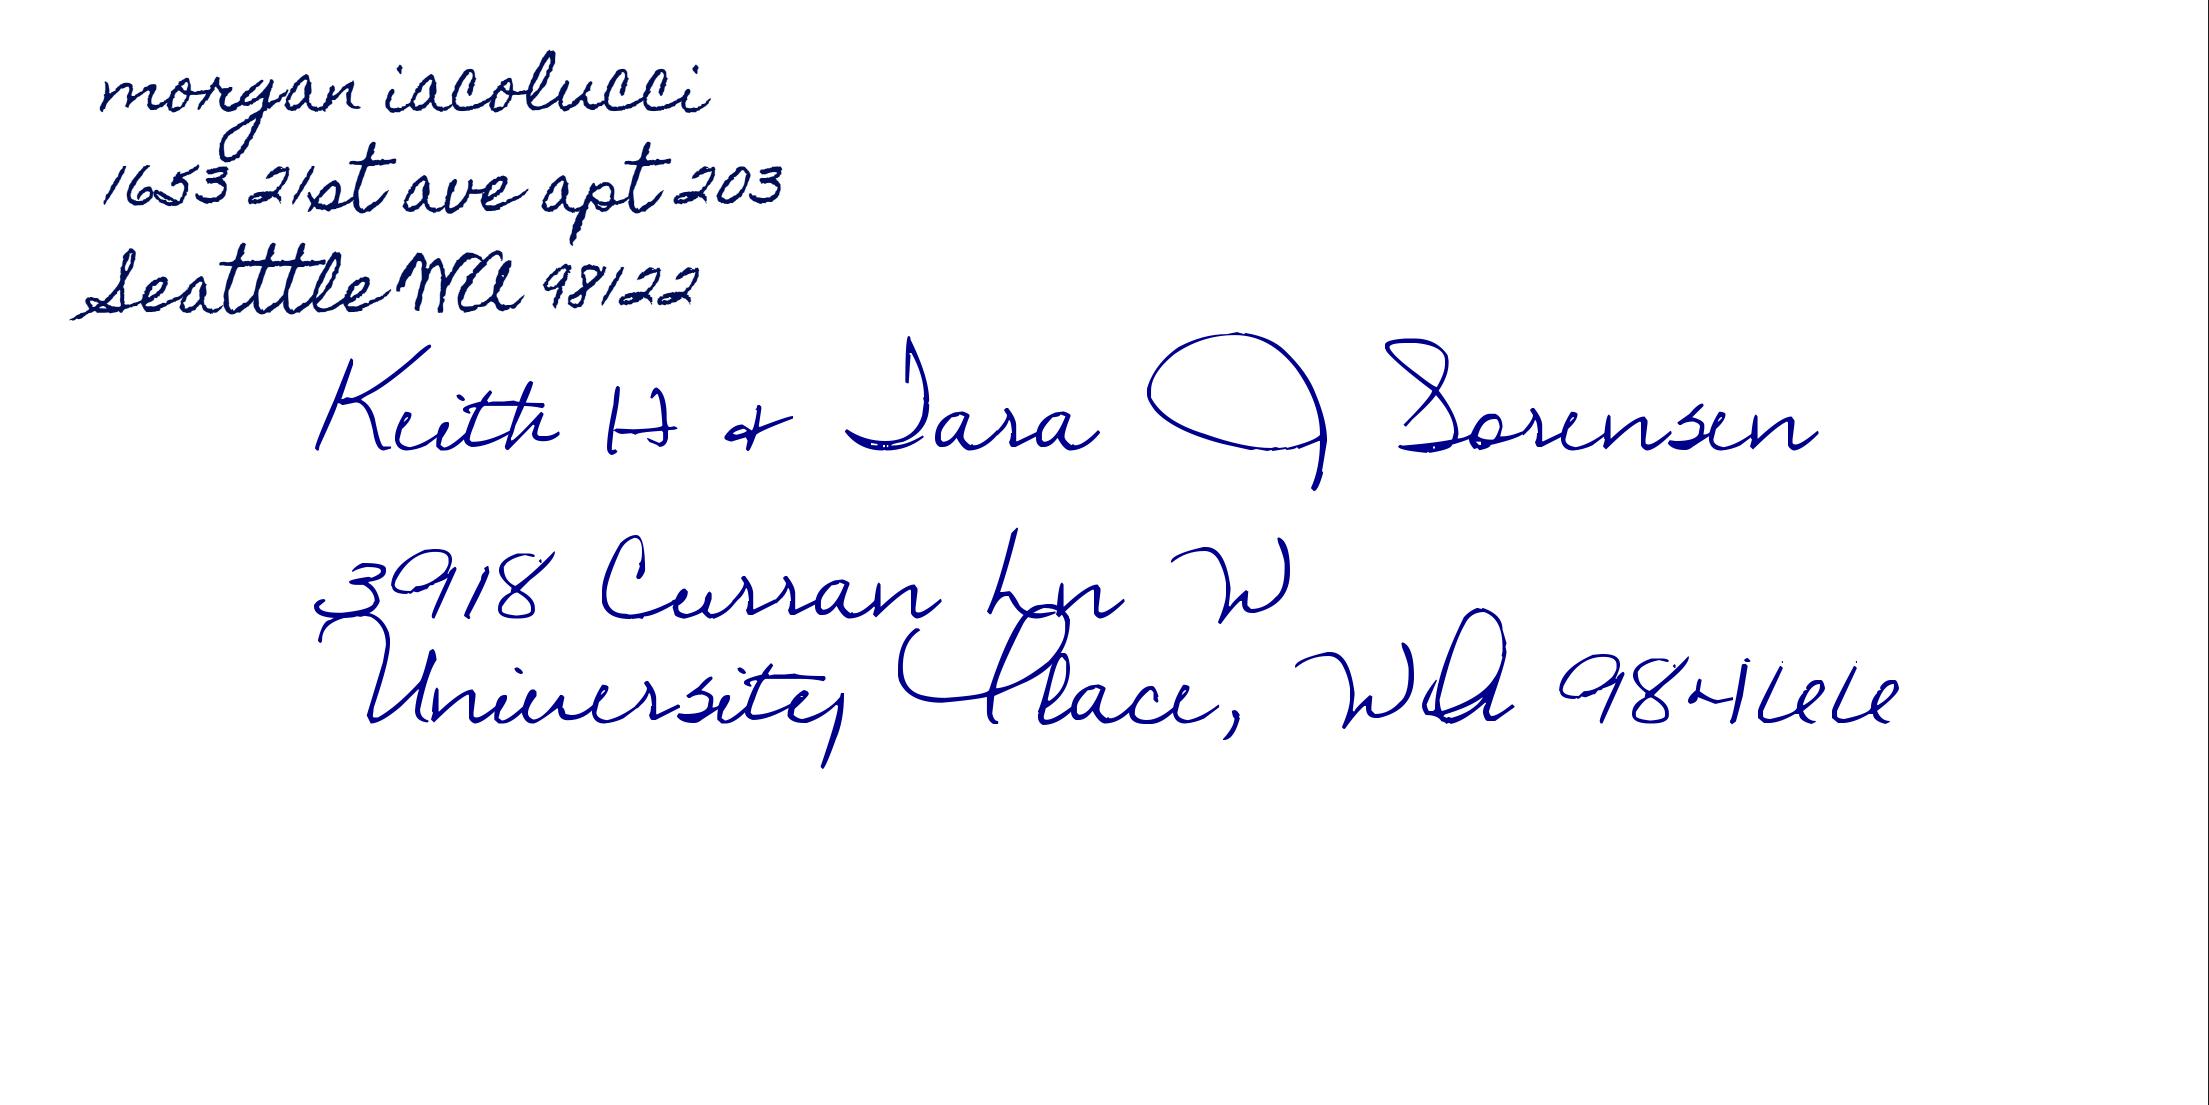 morgan iacolucci
1653 21st ave apt 203
Seatttle WA 98122
Keith H & Tara J Sorensen
3918 Curran Ln W
University Place, WA 98466